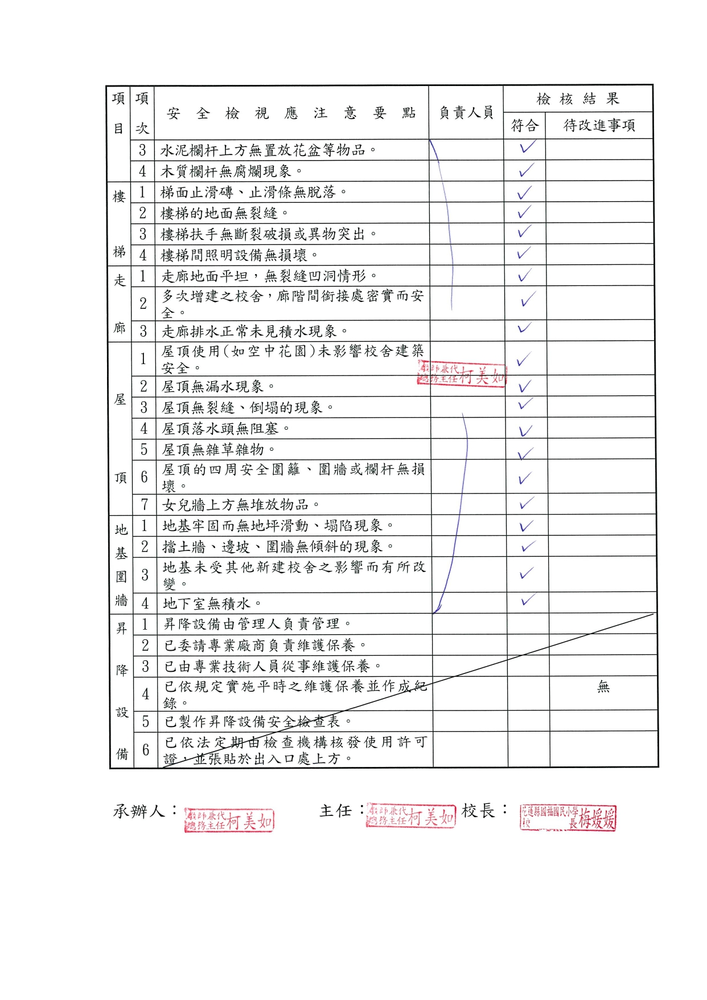 項 項 安全檢視應注意要點 負責人員 檢核結果
目 次 符合 待改進事項
3 水泥欄杆上方無置放花盆等物品。 ✓
4 木質欄杆無腐爛現象。 ✓
樓 1 梯面止滑磚、止滑條無脫落。 ✓
2 樓梯的地面無裂縫。 ✓
3 樓梯扶手無斷裂破損或異物突出。 ✓
梯 4 樓梯間照明設備無損壞。 ✓
走 1 走廊地面平坦,無裂縫凹洞情形。 ✓
2 多次增建之校舍,廊階間銜接處密實而安 ✓
全。
廊 3 走廊排水正常未見積水現象。 ✓
1 屋頂使用(如空中花園)未影響校舍建築 ✓
安全。
教師兼代
總務主任 柯美如
2 屋頂無漏水現象。 ✓
屋 3 屋頂無裂縫、倒塌的現象。 ✓
4 屋頂落水頭無阻塞。 ✓
5 屋頂無雜草雜物。 ✓
頂 6 屋頂的四周安全圍籬、圍牆或欄杆無損 ✓
壞。
7 女兒牆上方無堆放物品。 ✓
地 1 地基牢固而無地坪滑動、塌陷現象。 ✓
基 2 擋土牆、邊坡、圍牆無傾斜的現象。 ✓
圍 3 地基未受其他新建校舍之影響而有所改 ✓
變。
牆 4 地下室無積水。 ✓
昇 1 昇降設備由管理人負責管理。
2 已委請專業廠商負責維護保養。
降 3 已由專業技術人員從事維護保養。
4 已依規定實施平時之維護保養並作成紀 無
錄。
設 5 已製作昇降設備安全檢查表。
備 6 已依法定期由檢查機構核發使用許可
證,並張貼於出入口處上方。
承辦人: 教師兼代總務主任 柯美如 主任: 教師兼代總務主任 柯美如 校長: 花蓮縣國福國民小學校長 梅媛媛